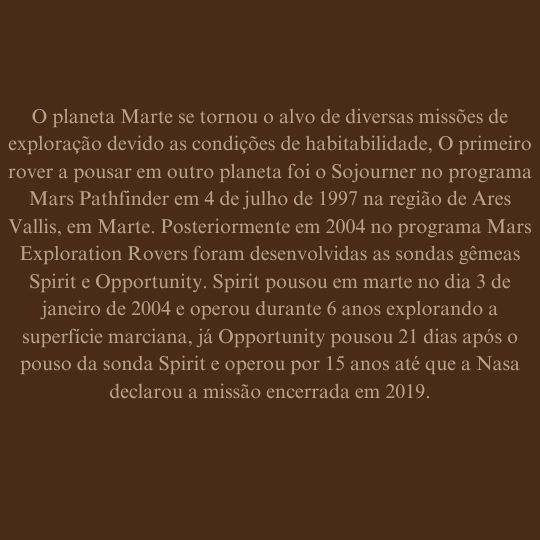 O planeta Marte se tornou o alvo de diversas missões de
exploração devido as condições de habitabilidade, O primeiro
rover a pousar em outro planeta foi o Sojourner no programa
Mars Pathfinder em 4 de julho de 1997 na região de Ares
Vallis, em Marte. Posteriormente em 2004 no programa Mars
Exploration Rovers foram desenvolvidas as sondas gêmeas
Spirit e Opportunity. Spirit pousou em marte no dia 3 de
janeiro de 2004 e operou durante 6 anos explorando a
superfície marciana, já Opportunity pousou 21 dias após o
pouso da sonda Spirit e operou por 15 anos até que a Nasa
declarou a missão encerrada em 2019.